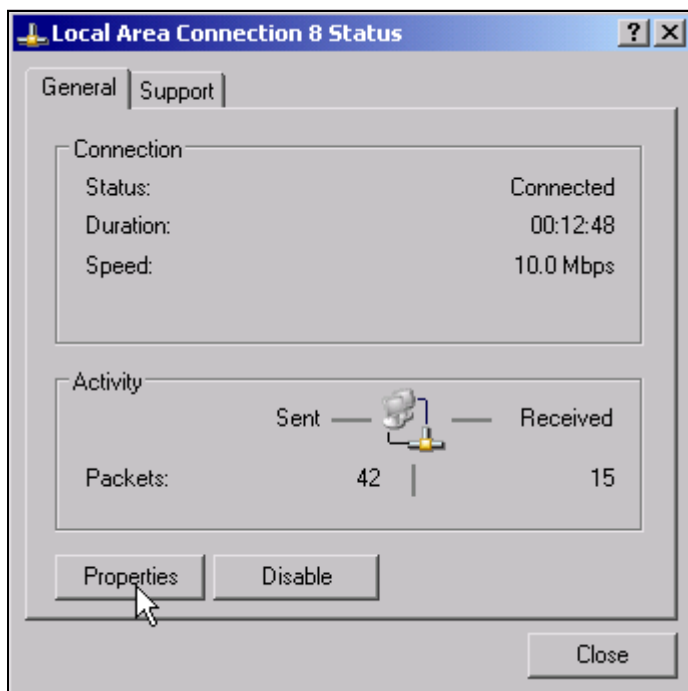 Local Area Connection 8 Status
General Support
Connection
Status: Connected
Duration: 00:12:48
Speed: 10.0 Mbps
Activity
Sent Received
Packets: 42 15
Properties Disable
Close